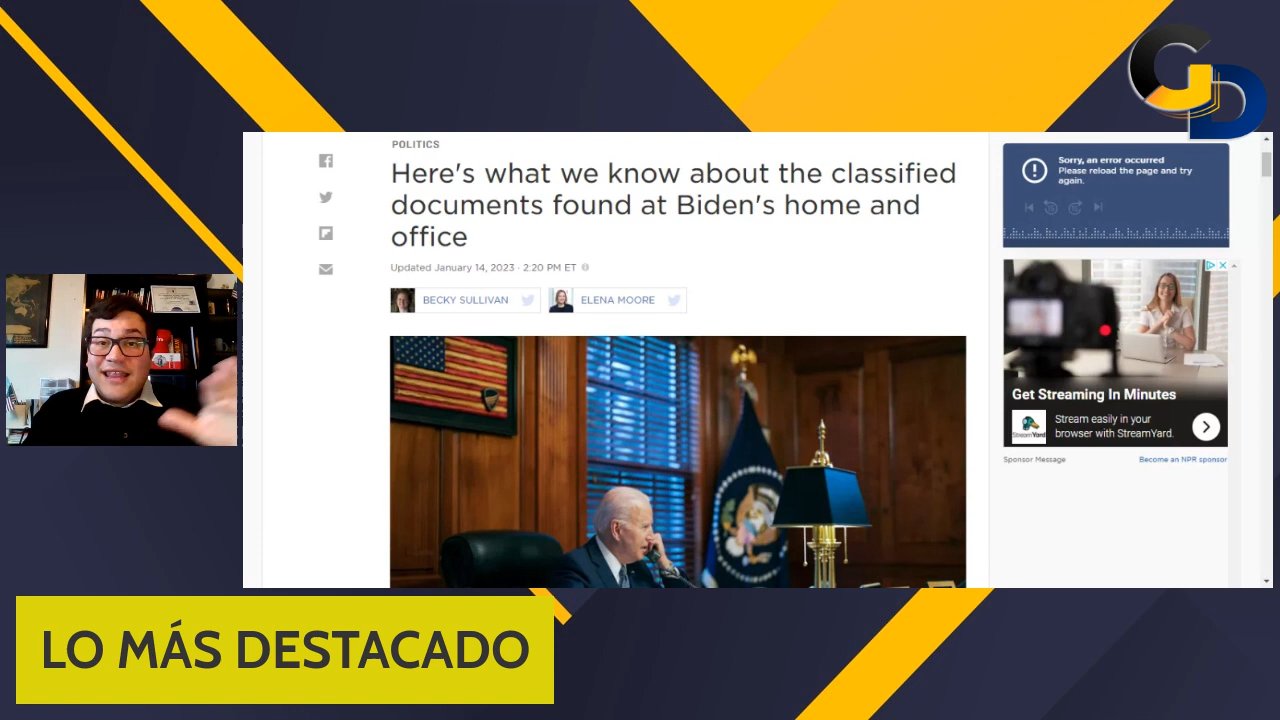 GD
POLITICS
Here's what we know about the classified
documents found at Biden's home and
office
Updated January 14, 2023 · 2:20 PM ET
BECKY SULLIVAN
ELENA MOORE
Sorry, an error occurred
Please reload the page and try
again.
Get Streaming In Minutes
StreamYard
Stream easily in your
browser with StreamYard.
Sponsor Message
Become an NPR sponsor
LO MÁS DESTACADO